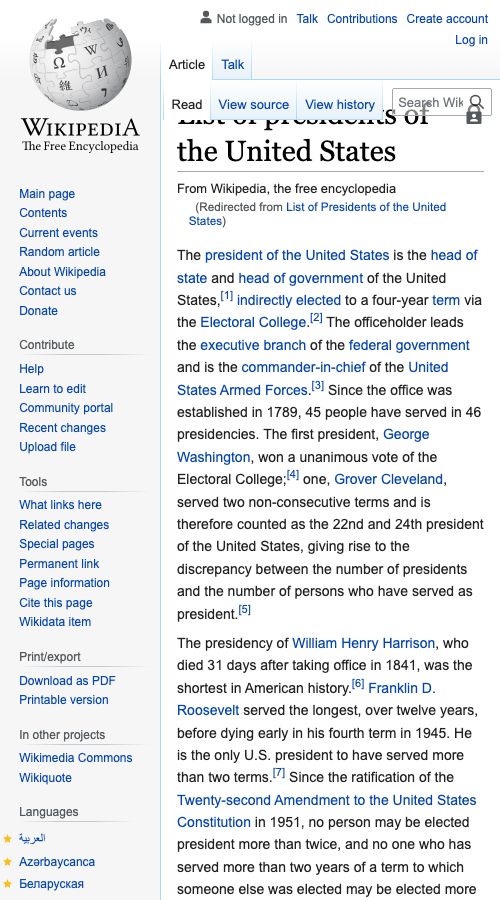 Not logged in Talk Contributions Create account
Log in
Article Talk
Read View source View history Search Wik
List of presidents of
the United States
From Wikipedia, the free encyclopedia
(Redirected from List of Presidents of the United
States)
The president of the United States is the head of
state and head of government of the United
States,[1] indirectly elected to a four-year term via
the Electoral College.[2] The officeholder leads
the executive branch of the federal government
and is the commander-in-chief of the United
States Armed Forces.[3] Since the office was
established in 1789, 45 people have served in 46
presidencies. The first president, George
Washington, won a unanimous vote of the
Electoral College;[4] one, Grover Cleveland,
served two non-consecutive terms and is
therefore counted as the 22nd and 24th president
of the United States, giving rise to the
discrepancy between the number of presidents
and the number of persons who have served as
president.[5]
The presidency of William Henry Harrison, who
died 31 days after taking office in 1841, was the
shortest in American history.[6] Franklin D.
Roosevelt served the longest, over twelve years,
before dying early in his fourth term in 1945. He
is the only U.S. president to have served more
than two terms.[7] Since the ratification of the
Twenty-second Amendment to the United States
Constitution in 1951, no person may be elected
president more than twice, and no one who has
served more than two years of a term to which
someone else was elected may be elected more
Ω W И
維
WIKIPEDIA
The Free Encyclopedia
Main page
Contents
Current events
Random article
About Wikipedia
Contact us
Donate
Contribute
Help
Learn to edit
Community portal
Recent changes
Upload file
Tools
What links here
Related changes
Special pages
Permanent link
Page information
Cite this page
Wikidata item
Print/export
Download as PDF
Printable version
In other projects
Wikimedia Commons
Wikiquote
Languages
العربية
Azərbaycanca
Беларуская